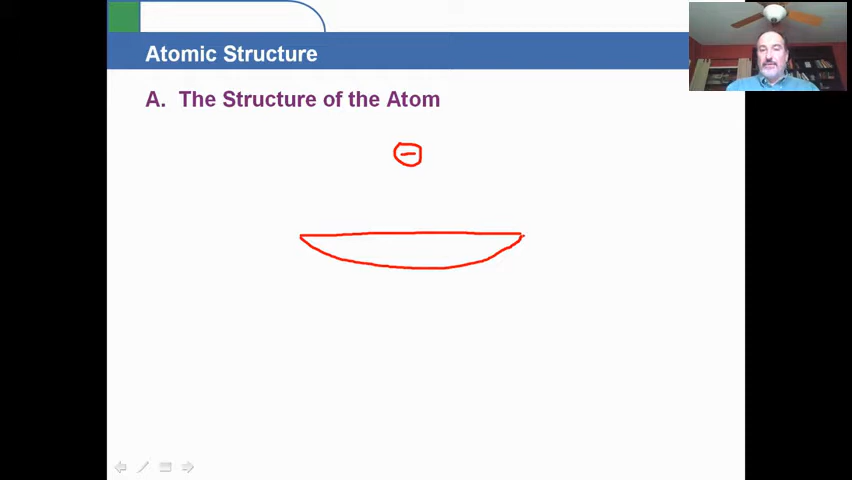 Atomic Structure
A. The Structure of the Atom
−